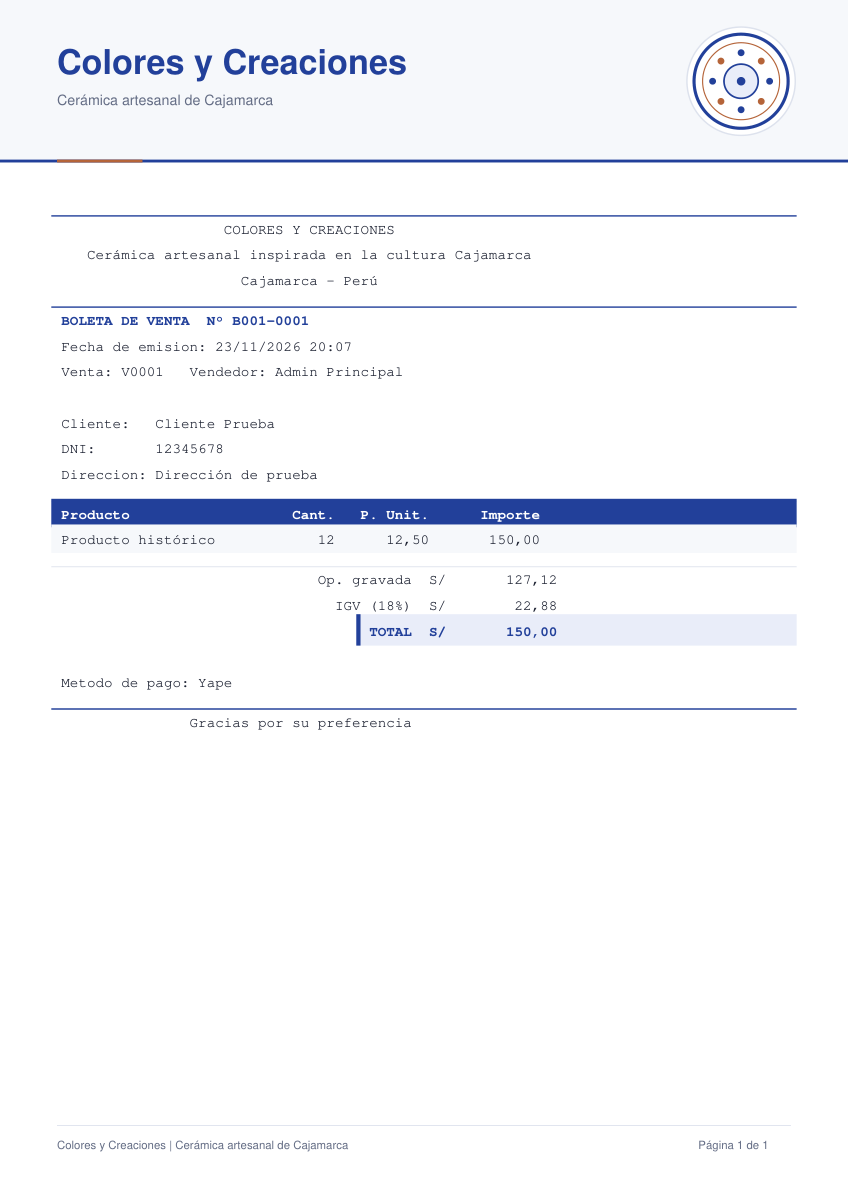 Colores y Creaciones
Cerámica artesanal de Cajamarca
COLORES Y CREACIONES
Cerámica artesanal inspirada en la cultura Cajamarca
Cajamarca – Perú
BOLETA DE VENTA  Nº B001–0001
Fecha de emision: 23/11/2026 20:07
Venta: V0001   Vendedor: Admin Principal
Cliente:   Cliente Prueba
DNI:       12345678
Direccion: Dirección de prueba
Producto   Cant.   P. Unit.   Importe
Producto histórico   12   12,50   150,00
Op. gravada  S/   127,12
IGV (18%)  S/   22,88
TOTAL  S/   150,00
Metodo de pago: Yape
Gracias por su preferencia
Colores y Creaciones | Cerámica artesanal de Cajamarca   Página 1 de 1